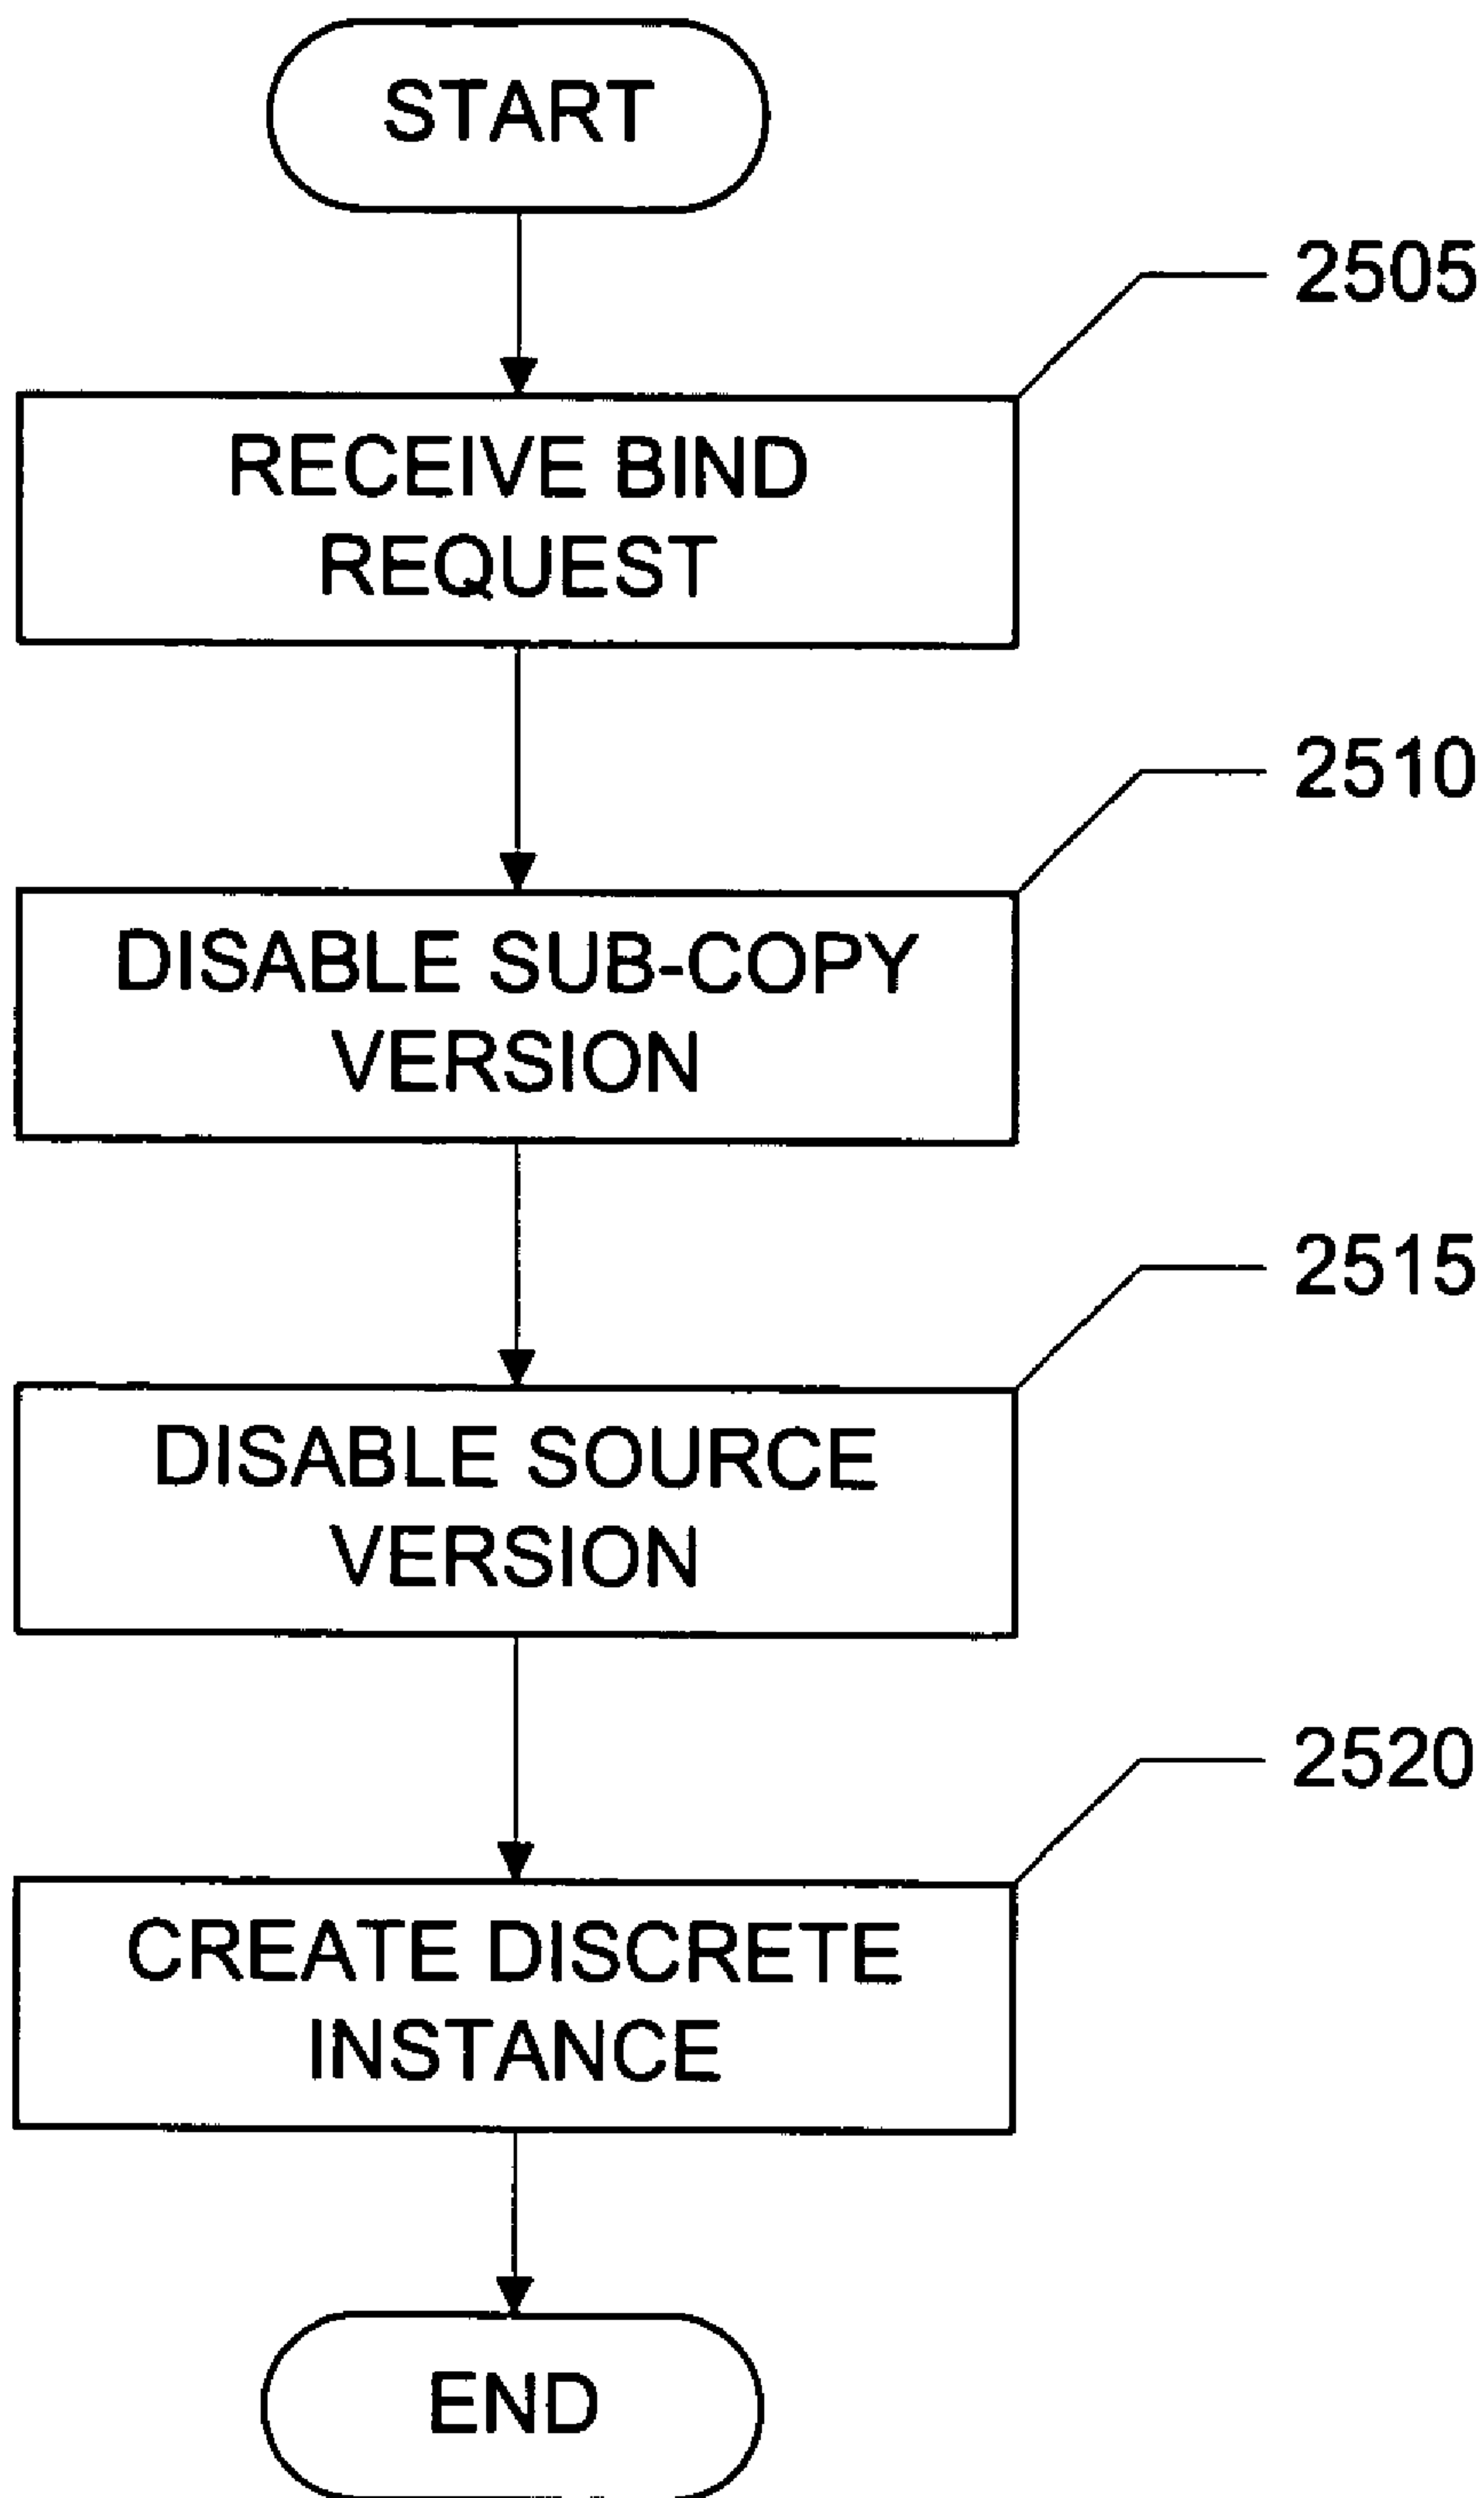 START
2505
RECEIVE BIND
REQUEST
2510
DISABLE SUB-COPY
VERSION
2515
DISABLE SOURCE
VERSION
2520
CREATE DISCRETE
INSTANCE
END